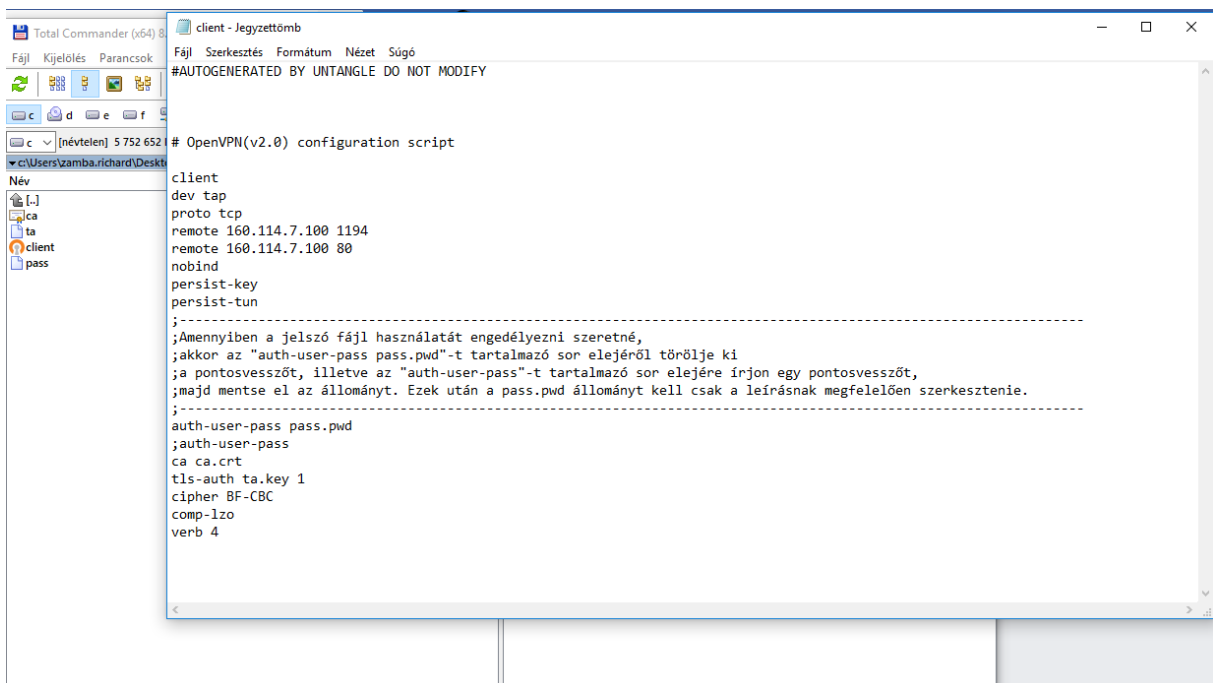 Total Commander (x64) 8.
Fájl Kijelölés Parancsok
c d e f
c [névtelen] 5 752 652
c:\Users\zamba.richard\Deskt
Név
[..]
ca
ta
client
pass
client - Jegyzettömb
Fájl Szerkesztés Formátum Nézet Súgó
#AUTOGENERATED BY UNTANGLE DO NOT MODIFY
# OpenVPN(v2.0) configuration script
client
dev tap
proto tcp
remote 160.114.7.100 1194
remote 160.114.7.100 80
nobind
persist-key
persist-tun
;----------------------------------------------------------------------------------------------------------------
;Amennyiben a jelszó fájl használatát engedélyezni szeretné,
;akkor az "auth-user-pass pass.pwd"-t tartalmazó sor elejéről törölje ki
;a pontosvesszőt, illetve az "auth-user-pass"-t tartalmazó sor elejére írjon egy pontosvesszőt,
;majd mentse el az állományt. Ezek után a pass.pwd állományt kell csak a leírásnak megfelelően szerkesztenie.
;----------------------------------------------------------------------------------------------------------------
auth-user-pass pass.pwd
;auth-user-pass
ca ca.crt
tls-auth ta.key 1
cipher BF-CBC
comp-lzo
verb 4